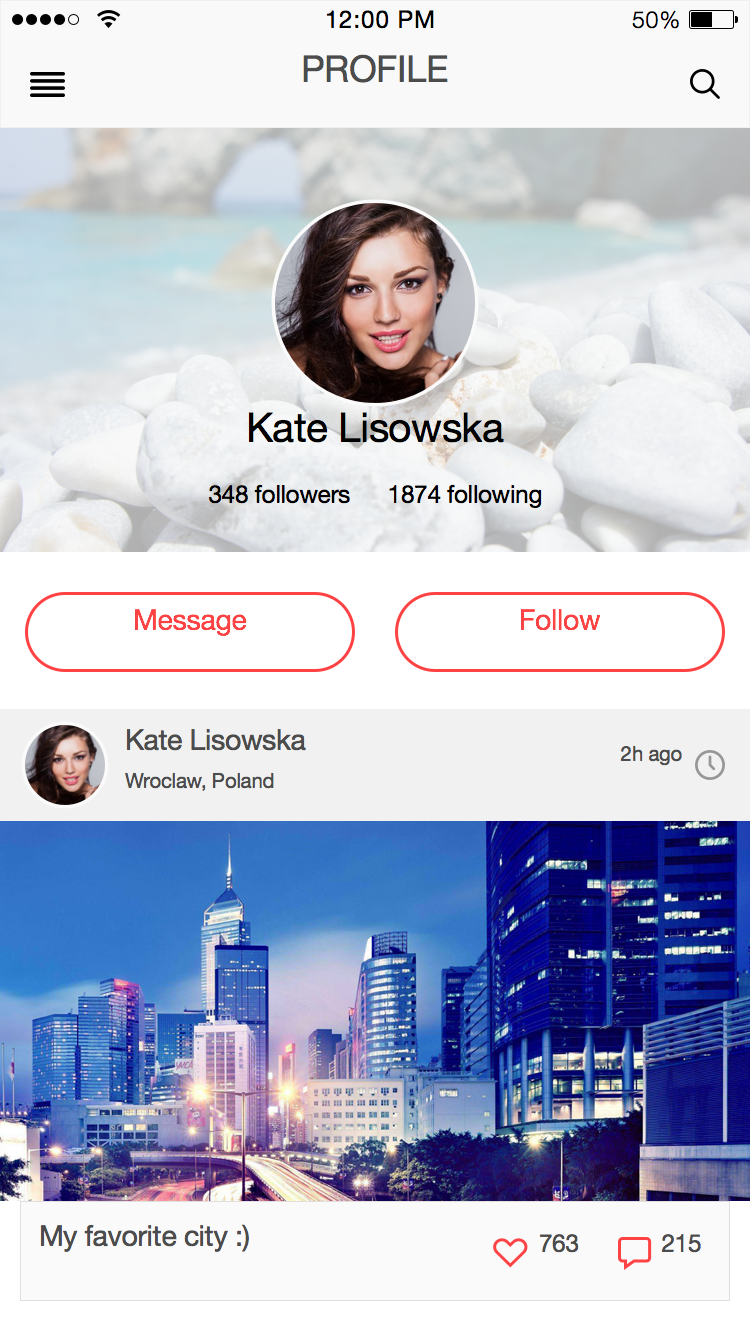 12:00 PM 50%
PROFILE
Kate Lisowska
348 followers 1874 following
Message Follow
Kate Lisowska
2h ago
Wroclaw, Poland
My favorite city :) 763 215